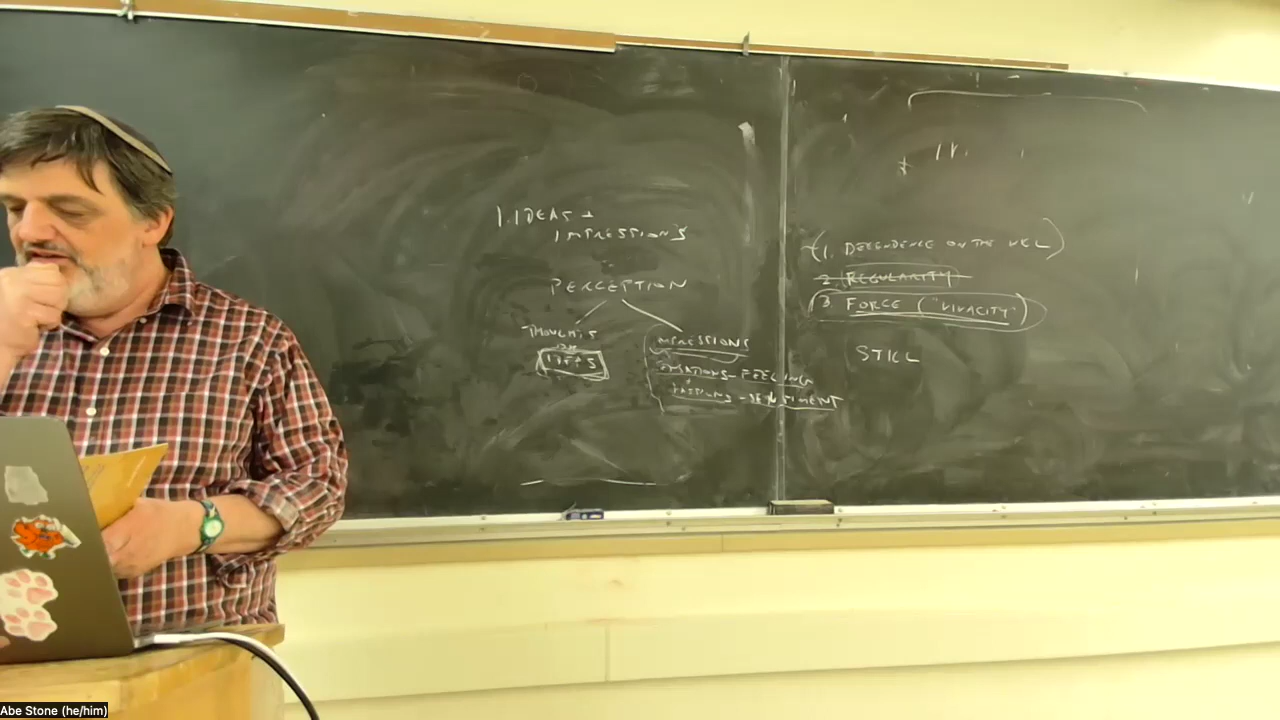 1. IDEAS +
IMPRESSIONS
PERCEPTION
THOUGHTS
IDEAS
IMPRESSIONS
SENSATIONS - FEELING
PASSIONS - SENTIMENT
(1. DEPENDENCE ON THE WILL)
2. REGULARITY
3 FORCE ("VIVACITY")
STILL
Abe Stone (he/him)